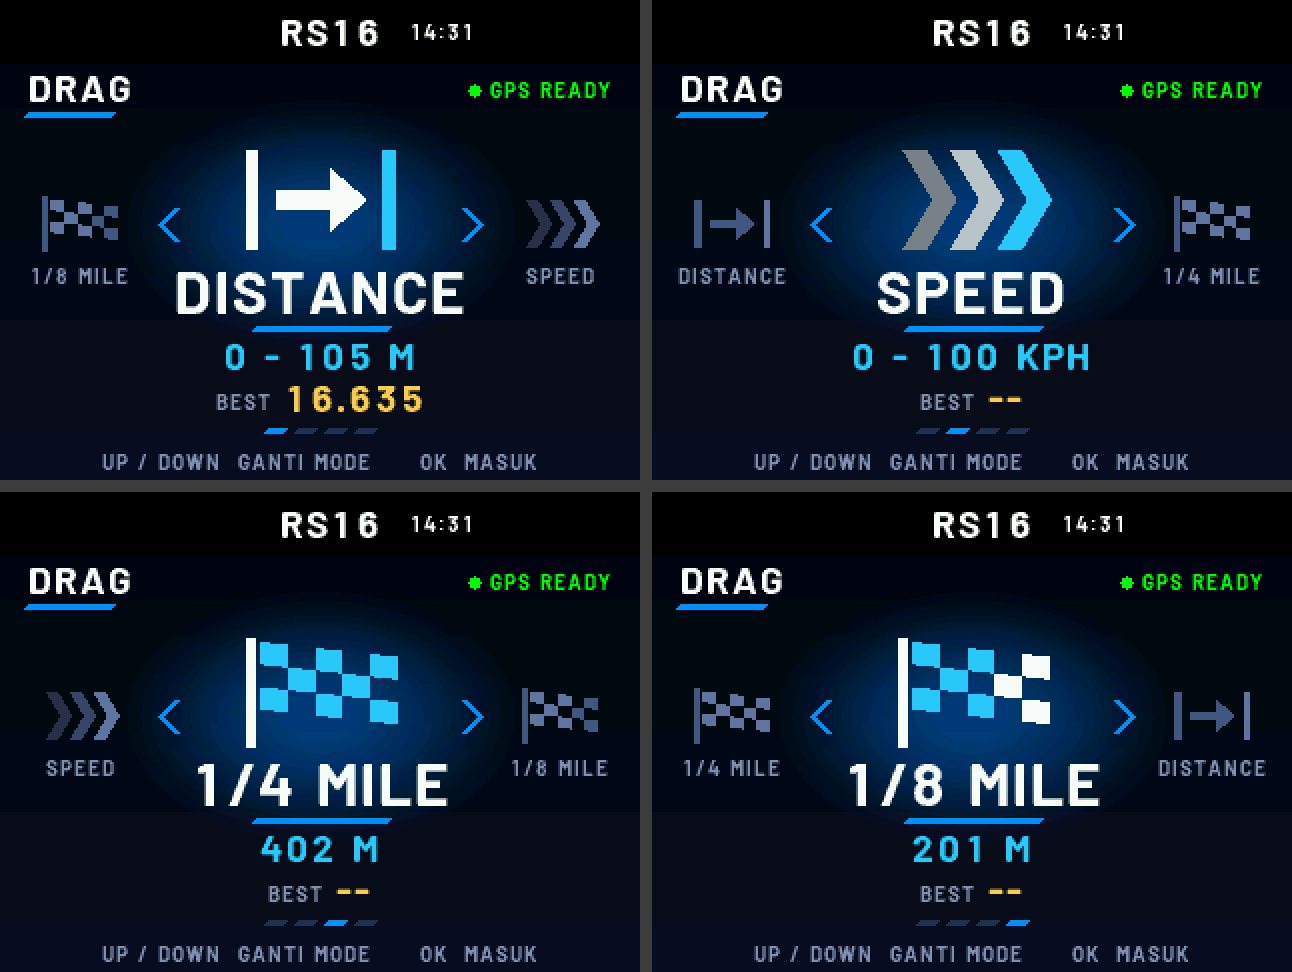 RS16 14:31
DRAG
GPS READY
1/8 MILE
DISTANCE
SPEED
0 - 105 M
BEST 16.635
UP / DOWN GANTI MODE OK MASUK
RS16 14:31
DRAG
GPS READY
DISTANCE
SPEED
1/4 MILE
0 - 100 KPH
BEST --
UP / DOWN GANTI MODE OK MASUK
RS16 14:31
DRAG
GPS READY
SPEED
1/4 MILE
1/8 MILE
402 M
BEST --
UP / DOWN GANTI MODE OK MASUK
RS16 14:31
DRAG
GPS READY
1/4 MILE
1/8 MILE
DISTANCE
201 M
BEST --
UP / DOWN GANTI MODE OK MASUK